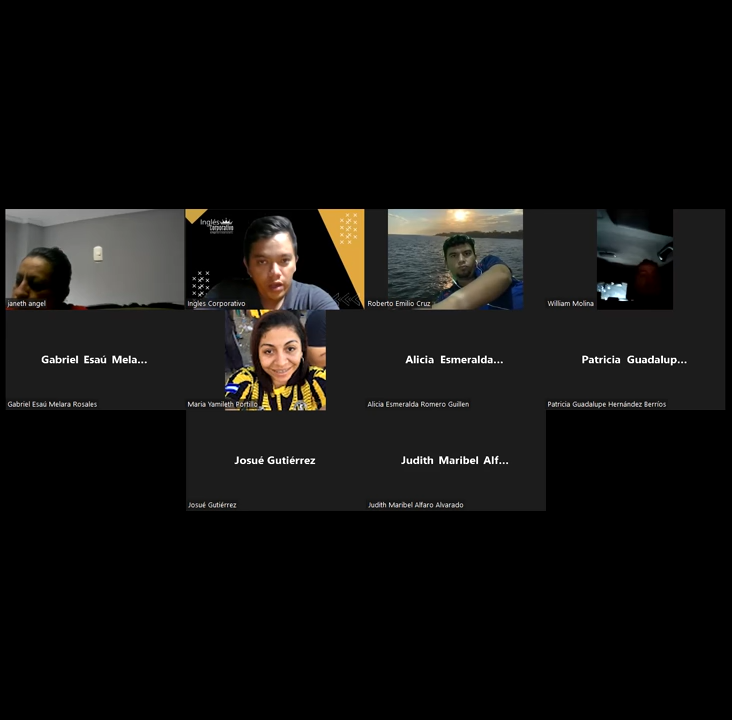 janeth angel
Inglés
Corporativo
Ingles Corporativo
Roberto Emilio Cruz
William Molina
Gabriel Esaú Mela...
Gabriel Esaú Melara Rosales
Maria Yamileth Portillo
Alicia Esmeralda...
Alicia Esmeralda Romero Guillen
Patricia Guadalup...
Patricia Guadalupe Hernández Berríos
Josué Gutiérrez
Josué Gutiérrez
Judith Maribel Alf...
Judith Maribel Alfaro Alvarado